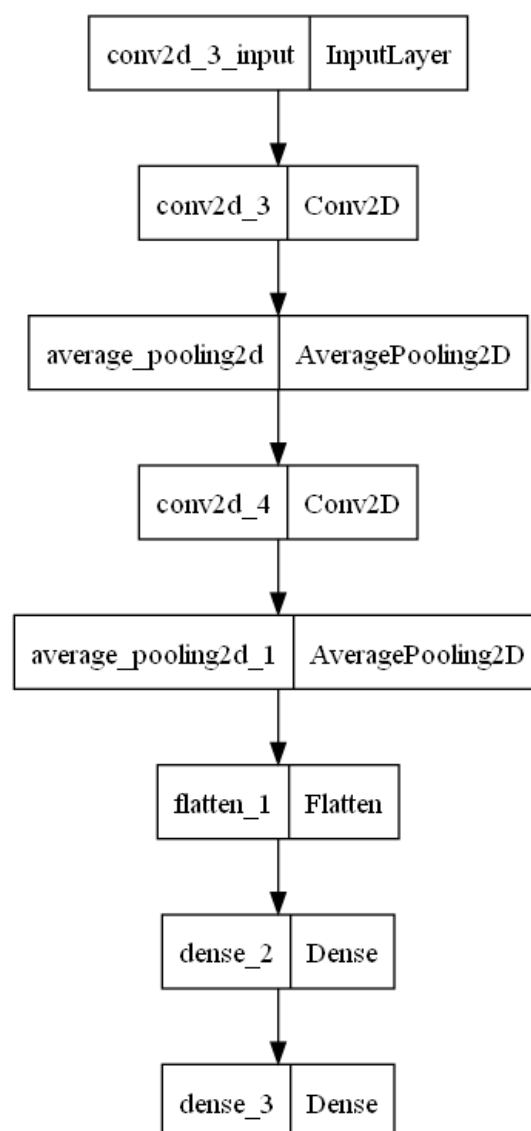 conv2d_3_input InputLayer
conv2d_3 Conv2D
average_pooling2d AveragePooling2D
conv2d_4 Conv2D
average_pooling2d_1 AveragePooling2D
flatten_1 Flatten
dense_2 Dense
dense_3 Dense